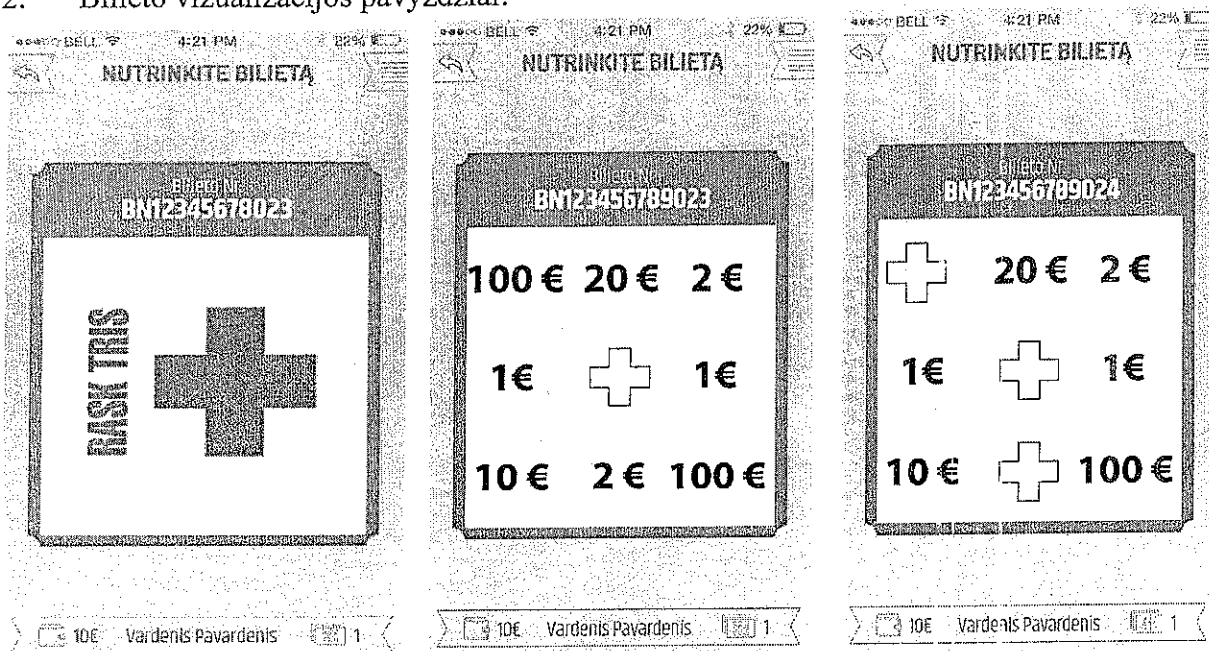 2. Bilieto vizualizacijos pavyzdžiai:
BELL 4:21 PM 22%
NUTRINKITE BILIETĄ
Bilieto Nr.
BN12345678023
RASK TRIS
10€ Vardenis Pavardenis 1
BELL 4:21 PM 22%
NUTRINKITE BILIETĄ
Bilieto Nr.
BN123456789023
100 € 20 € 2 €
1€ 1€
10 € 2 € 100 €
10€ Vardenis Pavardenis 1
BELL 4:21 PM 22%
NUTRINKITE BILIETĄ
Bilieto Nr.
BN123456789024
20 € 2 €
1€ 1€
10 € 100 €
10€ Vardenis Pavardenis 1